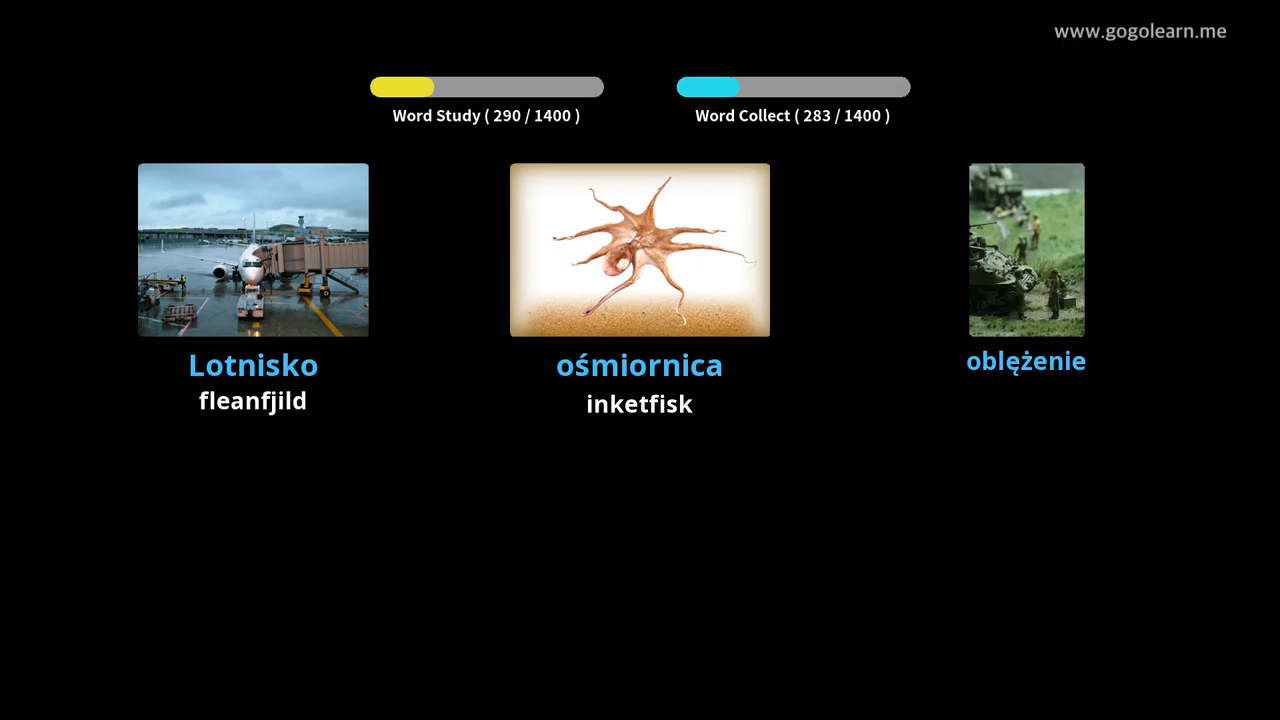 www.gogolearn.me
Word Study ( 290 / 1400 )
Word Collect ( 283 / 1400 )
Lotnisko
fleanfjild
ośmiornica
inketfisk
oblężenie